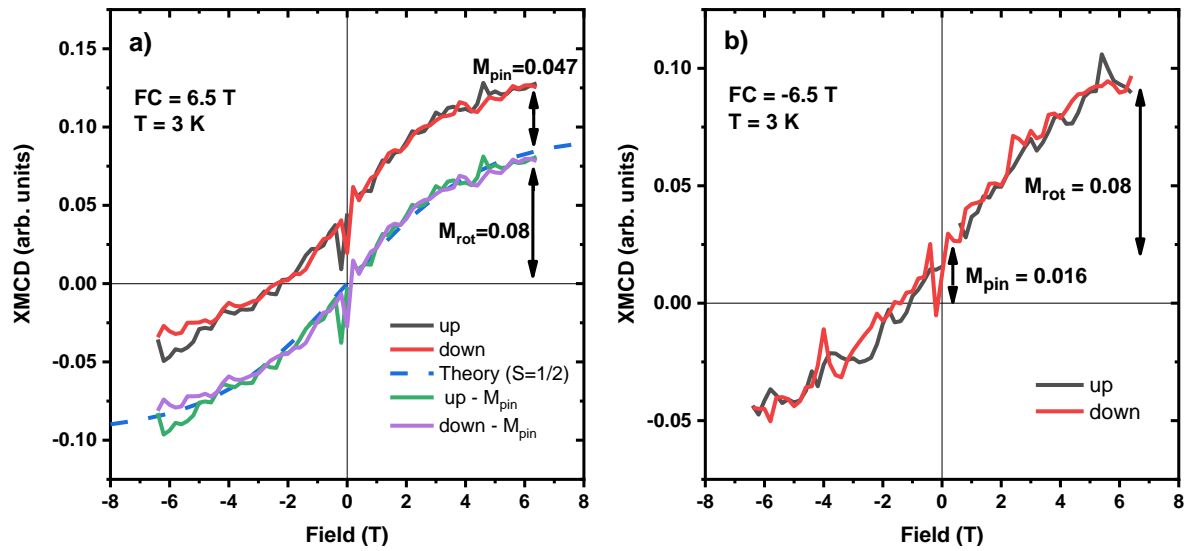 a)
FC = 6.5 T
T = 3 K
M_pin=0.047
M_rot=0.08
up
down
Theory (S=1/2)
up - M_pin
down - M_pin
XMCD (arb. units)
0.15
0.10
0.05
0.00
-0.05
-0.10
-8
-6
-4
-2
0
2
4
6
8
Field (T)
b)
FC = -6.5 T
T = 3 K
M_rot = 0.08
M_pin = 0.016
up
down
XMCD (arb. units)
0.10
0.05
0.00
-0.05
-8
-6
-4
-2
0
2
4
6
8
Field (T)